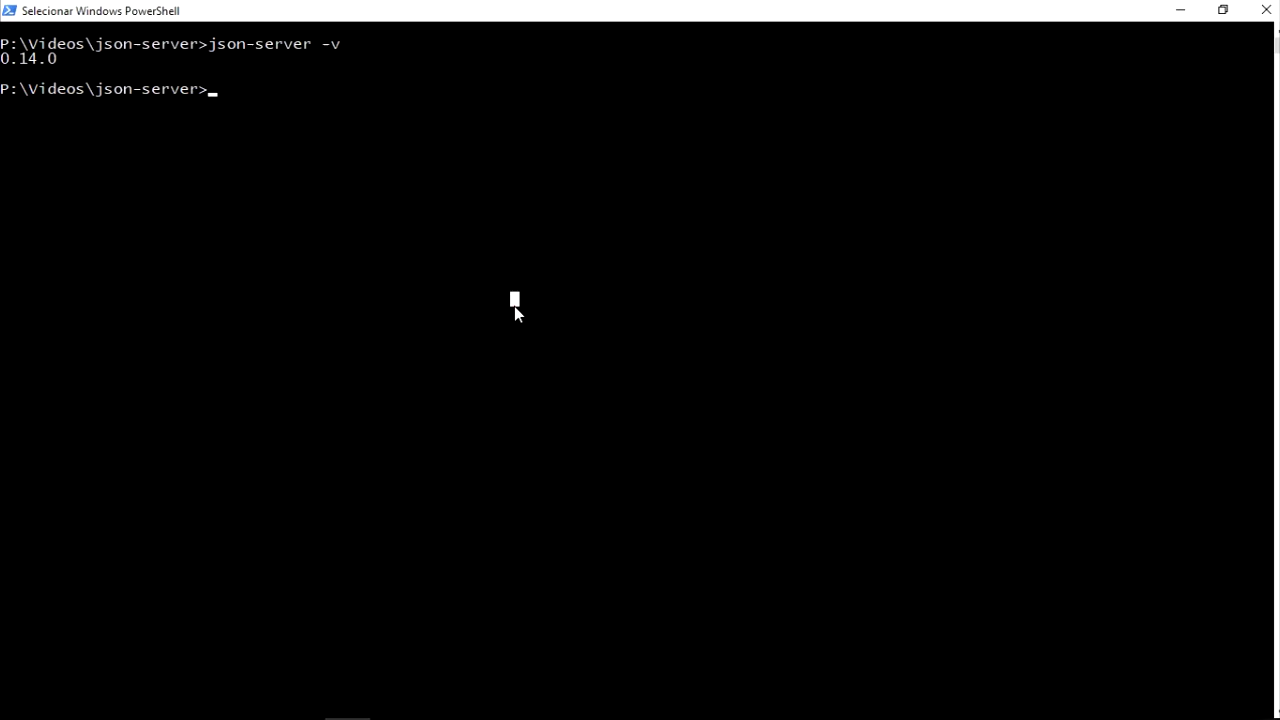 Selecionar Windows PowerShell
P:\Videos\json-server>json-server -v
0.14.0
P:\Videos\json-server>